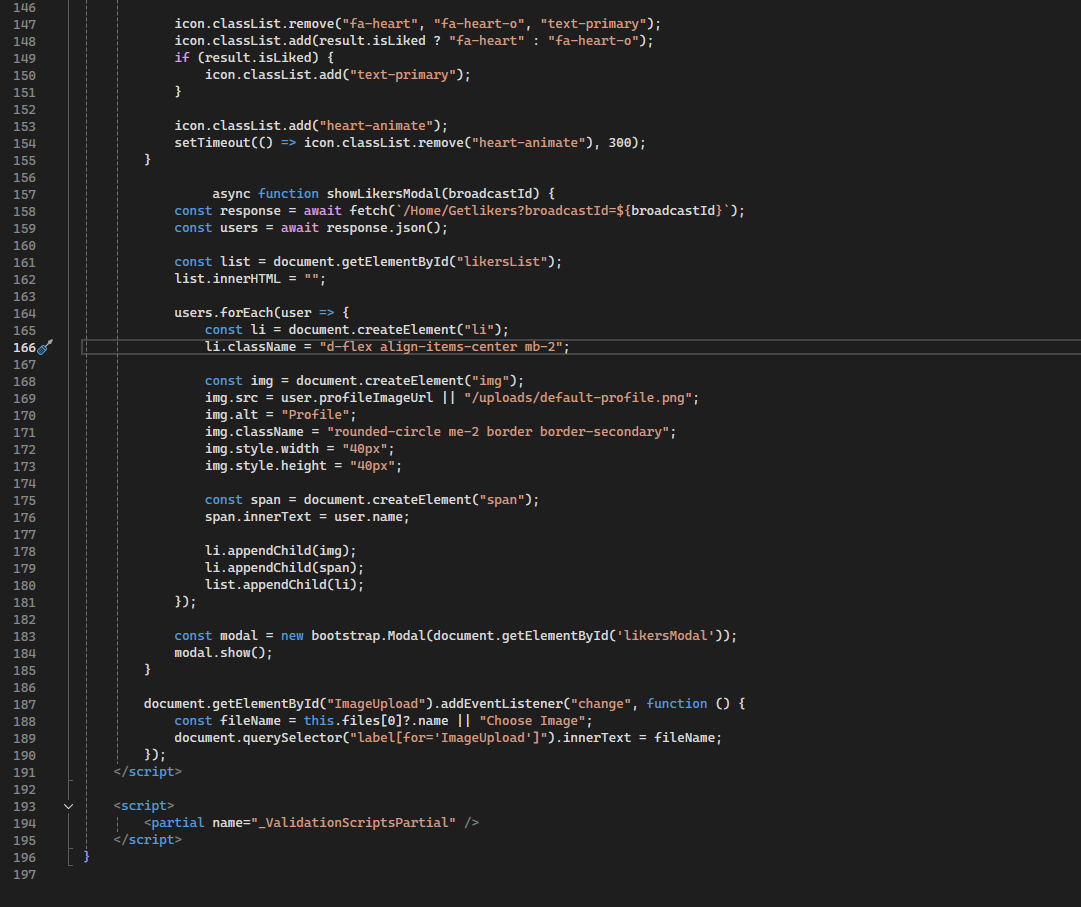 146
147 icon.classList.remove("fa-heart", "fa-heart-o", "text-primary");
148 icon.classList.add(result.isLiked ? "fa-heart" : "fa-heart-o");
149 if (result.isLiked) {
150 icon.classList.add("text-primary");
151 }
152
153 icon.classList.add("heart-animate");
154 setTimeout(() => icon.classList.remove("heart-animate"), 300);
155 }
156
157 async function showLikersModal(broadcastId) {
158 const response = await fetch(`/Home/Getlikers?broadcastId=${broadcastId}`);
159 const users = await response.json();
160
161 const list = document.getElementById("likersList");
162 list.innerHTML = "";
163
164 users.forEach(user => {
165 const li = document.createElement("li");
166 li.className = "d-flex align-items-center mb-2";
167
168 const img = document.createElement("img");
169 img.src = user.profileImageUrl || "/uploads/default-profile.png";
170 img.alt = "Profile";
171 img.className = "rounded-circle me-2 border border-secondary";
172 img.style.width = "40px";
173 img.style.height = "40px";
174
175 const span = document.createElement("span");
176 span.innerText = user.name;
177
178 li.appendChild(img);
179 li.appendChild(span);
180 list.appendChild(li);
181 });
182
183 const modal = new bootstrap.Modal(document.getElementById('likersModal'));
184 modal.show();
185 }
186
187 document.getElementById("ImageUpload").addEventListener("change", function () {
188 const fileName = this.files[0]?.name || "Choose Image";
189 document.querySelector("label[for='ImageUpload']").innerText = fileName;
190 });
191 </script>
192
193 <script>
194 <partial name="_ValidationScriptsPartial" />
195 </script>
196 }
197